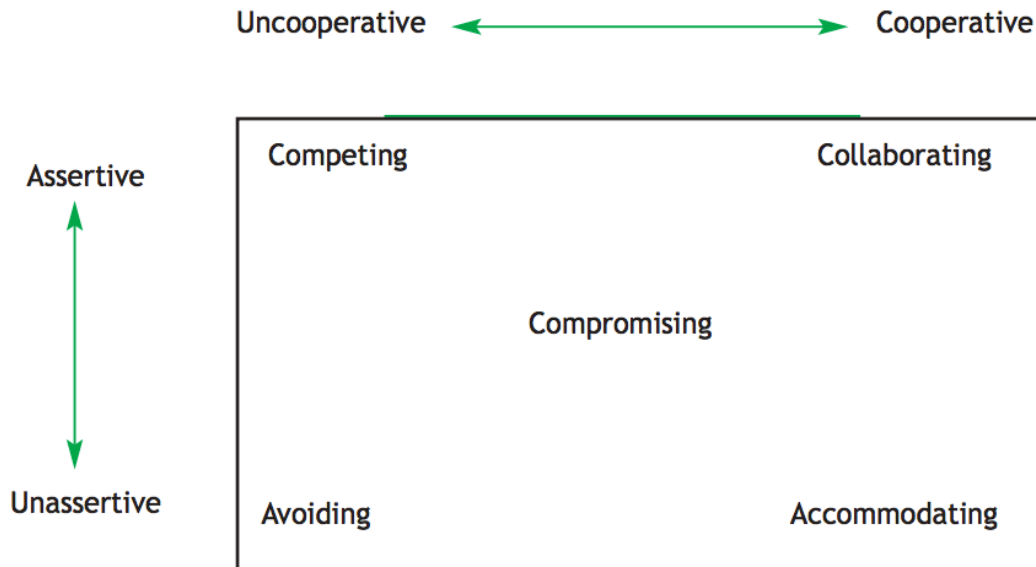 Uncooperative Cooperative
Competing Collaborating
Assertive
Compromising
Unassertive
Avoiding Accommodating